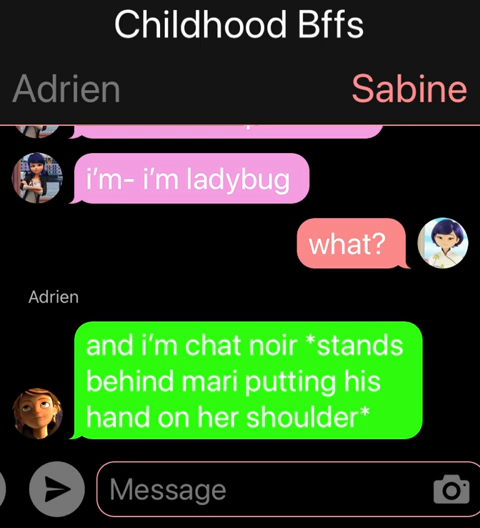 Childhood Bffs
Adrien
Sabine
i’m- i’m ladybug
what?
Adrien
and i’m chat noir *stands
behind mari putting his
hand on her shoulder*
Message